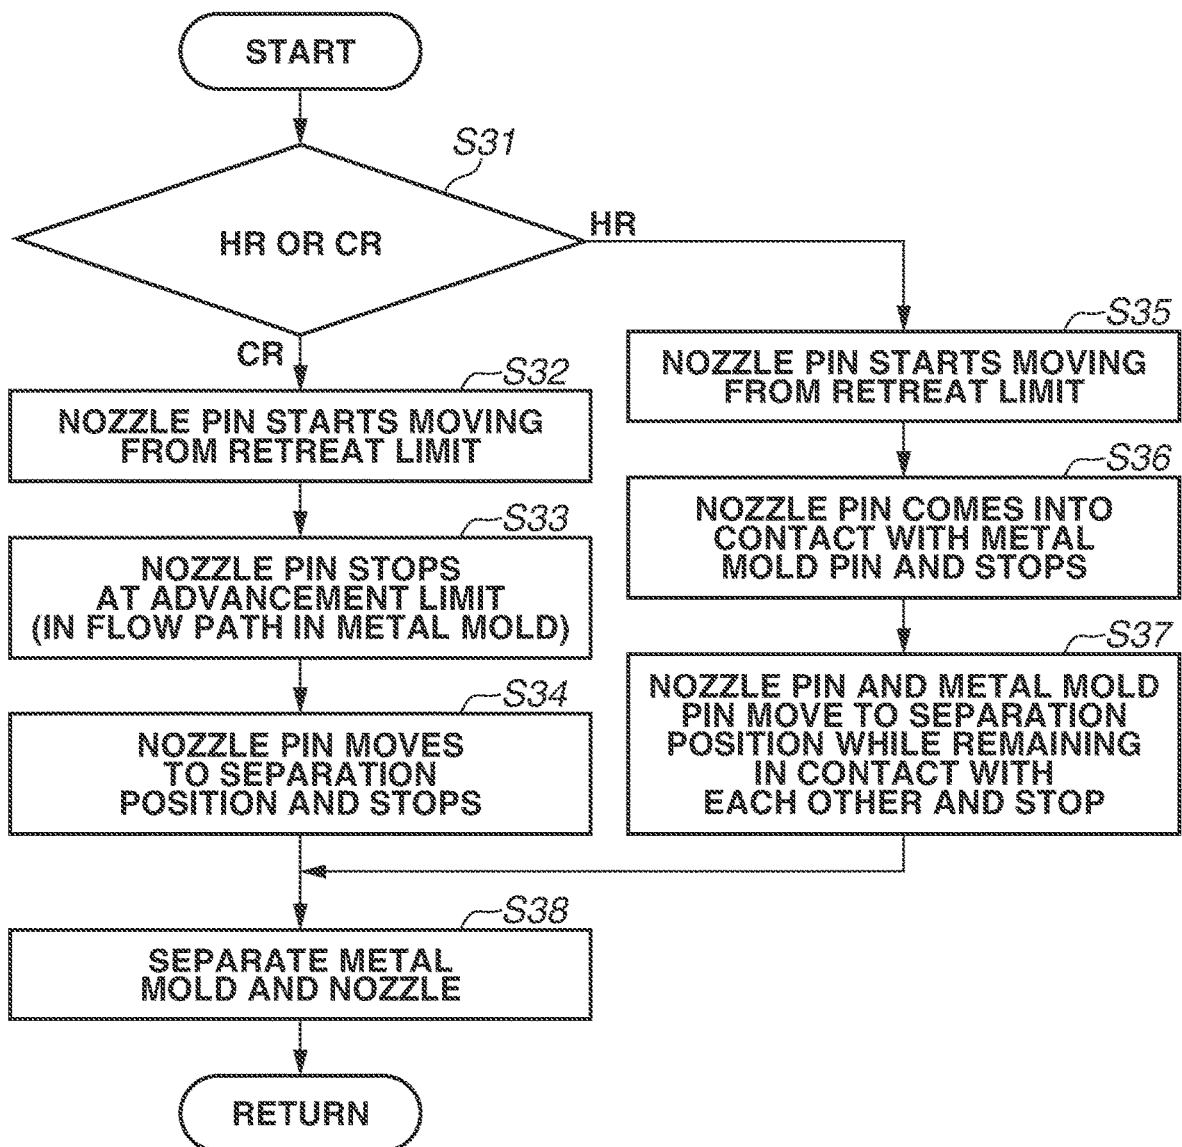 START
S31
HR OR CR
HR
CR
S32
NOZZLE PIN STARTS MOVING
FROM RETREAT LIMIT
S33
NOZZLE PIN STOPS
AT ADVANCEMENT LIMIT
(IN FLOW PATH IN METAL MOLD)
S34
NOZZLE PIN MOVES
TO SEPARATION
POSITION AND STOPS
S35
NOZZLE PIN STARTS MOVING
FROM RETREAT LIMIT
S36
NOZZLE PIN COMES INTO
CONTACT WITH METAL
MOLD PIN AND STOPS
S37
NOZZLE PIN AND METAL MOLD
PIN MOVE TO SEPARATION
POSITION WHILE REMAINING
IN CONTACT WITH
EACH OTHER AND STOP
S38
SEPARATE METAL
MOLD AND NOZZLE
RETURN